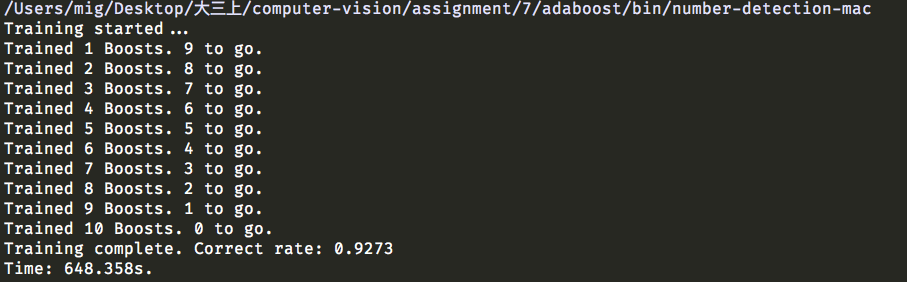 /Users/mig/Desktop/大三上/computer-vision/assignment/7/adaboost/bin/number-detection-mac
Training started...
Trained 1 Boosts. 9 to go.
Trained 2 Boosts. 8 to go.
Trained 3 Boosts. 7 to go.
Trained 4 Boosts. 6 to go.
Trained 5 Boosts. 5 to go.
Trained 6 Boosts. 4 to go.
Trained 7 Boosts. 3 to go.
Trained 8 Boosts. 2 to go.
Trained 9 Boosts. 1 to go.
Trained 10 Boosts. 0 to go.
Training complete. Correct rate: 0.9273
Time: 648.358s.